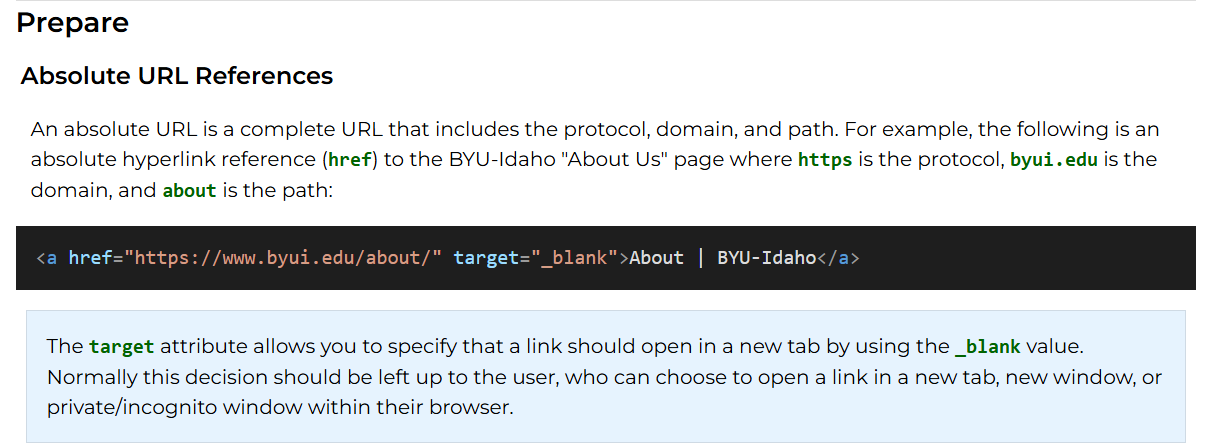 Prepare
Absolute URL References
An absolute URL is a complete URL that includes the protocol, domain, and path. For example, the following is an
absolute hyperlink reference (href) to the BYU-Idaho "About Us" page where https is the protocol, byui.edu is the
domain, and about is the path:
<a href="https://www.byui.edu/about/" target="_blank">About | BYU-Idaho</a>
The target attribute allows you to specify that a link should open in a new tab by using the _blank value.
Normally this decision should be left up to the user, who can choose to open a link in a new tab, new window, or
private/incognito window within their browser.